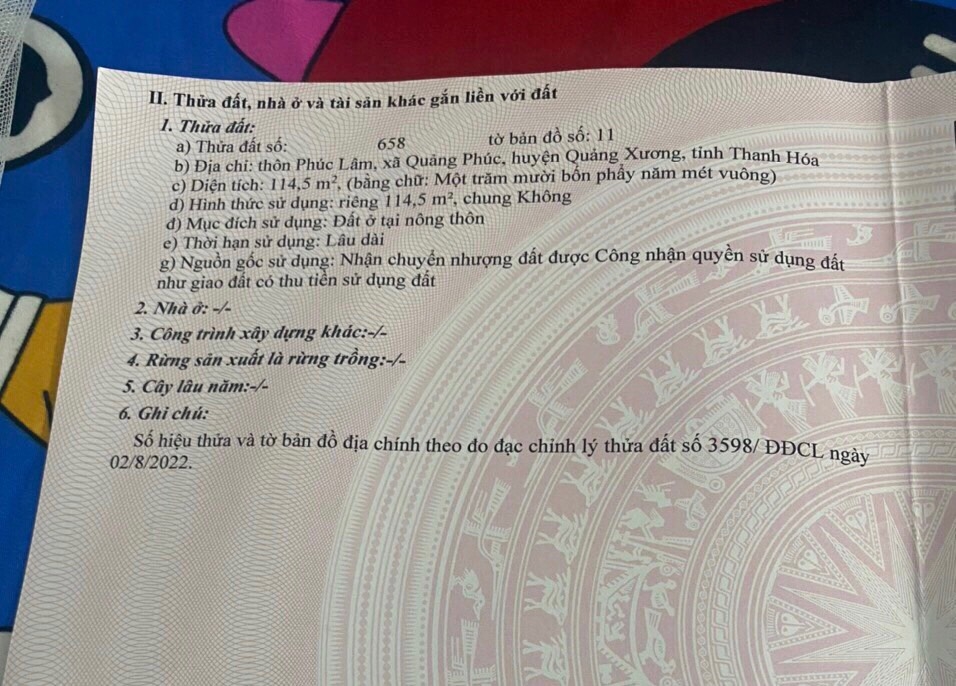 II. Thửa đất, nhà ở và tài sản khác gắn liền với đất
1. Thửa đất:
a) Thửa đất số: 658 tờ bản đồ số: 11
b) Địa chỉ: thôn Phúc Lâm, xã Quảng Phúc, huyện Quảng Xương, tỉnh Thanh Hóa
c) Diện tích: 114,5 m², (bằng chữ: Một trăm mười bốn phẩy năm mét vuông)
d) Hình thức sử dụng: riêng 114,5 m², chung Không
đ) Mục đích sử dụng: Đất ở tại nông thôn
e) Thời hạn sử dụng: Lâu dài
g) Nguồn gốc sử dụng: Nhận chuyển nhượng đất được Công nhận quyền sử dụng đất
như giao đất có thu tiền sử dụng đất
2. Nhà ở: -/-
3. Công trình xây dựng khác:-/-
4. Rừng sản xuất là rừng trồng:-/-
5. Cây lâu năm:-/-
6. Ghi chú:
Số hiệu thửa và tờ bản đồ địa chính theo đo đạc chỉnh lý thửa đất số 3598/ ĐĐCL ngày
02/8/2022.